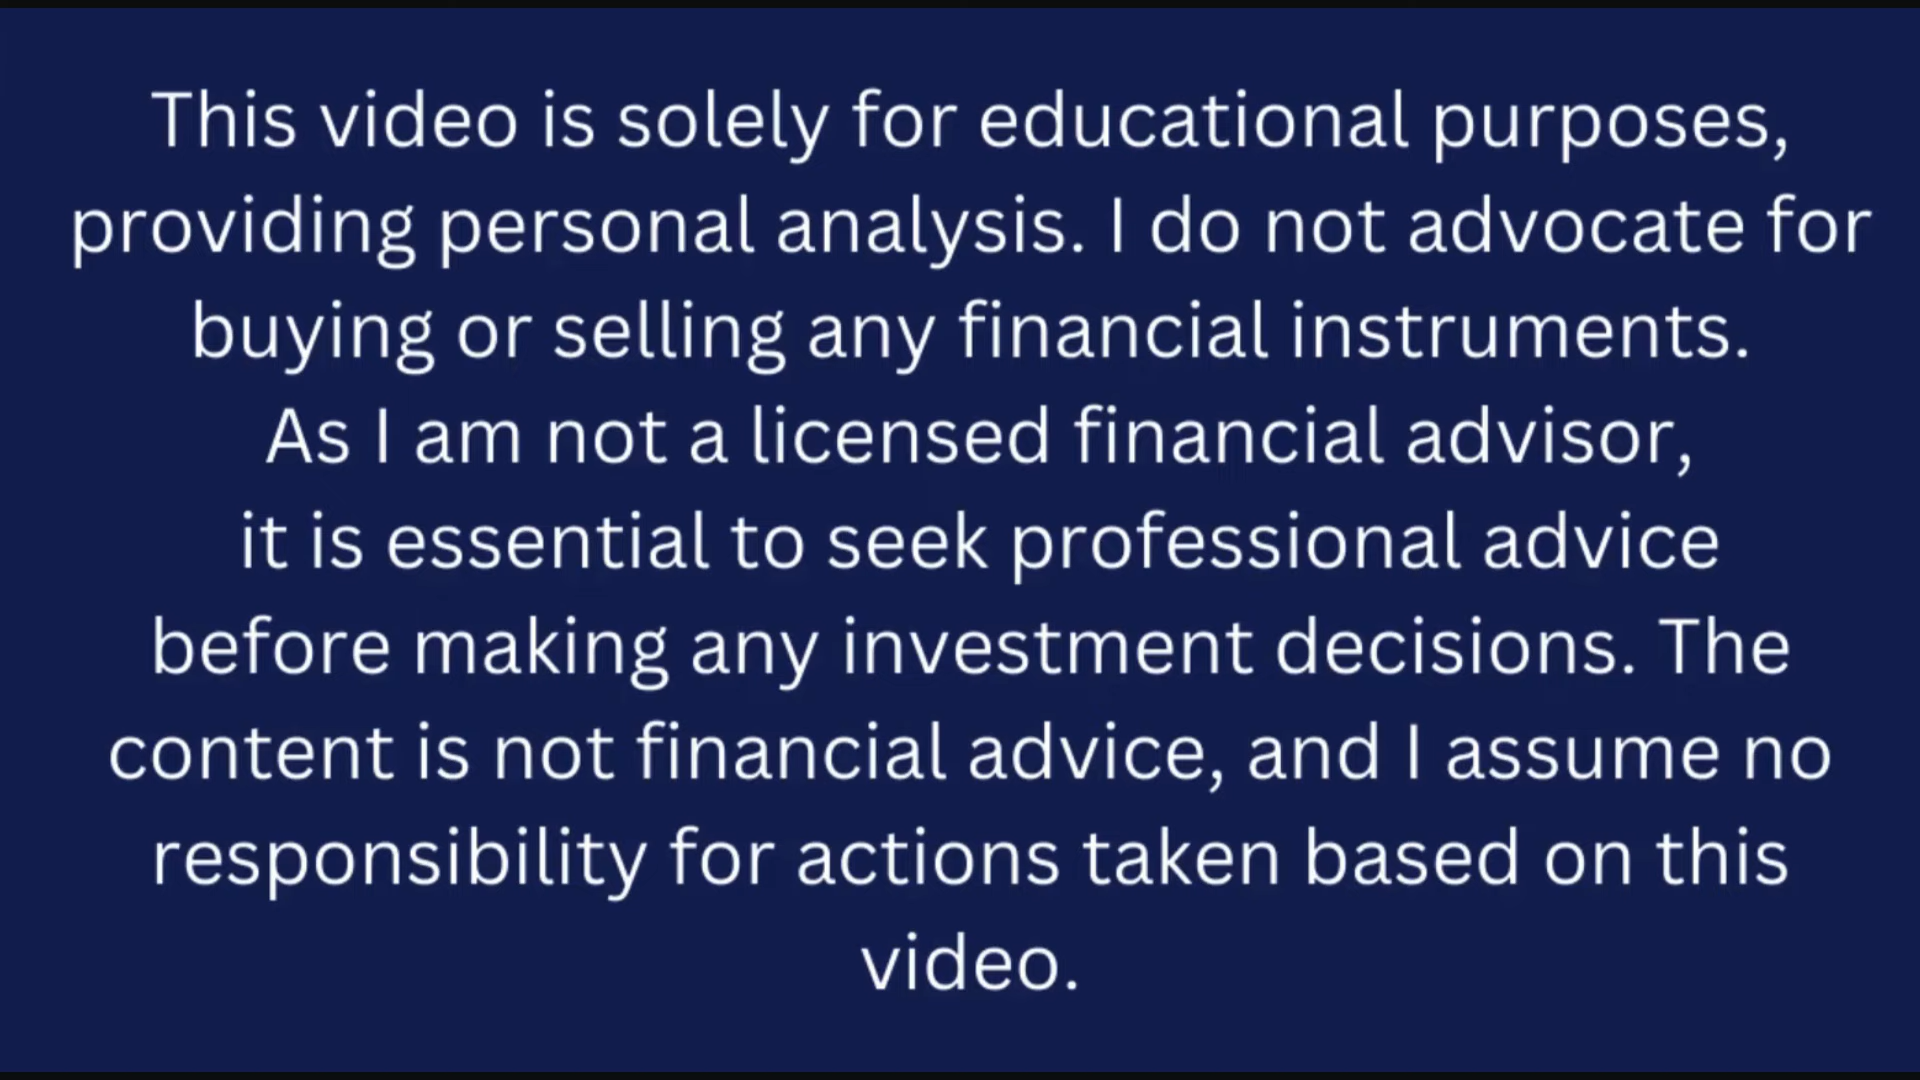 This video is solely for educational purposes,
providing personal analysis. I do not advocate for
buying or selling any financial instruments.
As I am not a licensed financial advisor,
it is essential to seek professional advice
before making any investment decisions. The
content is not financial advice, and I assume no
responsibility for actions taken based on this
video.